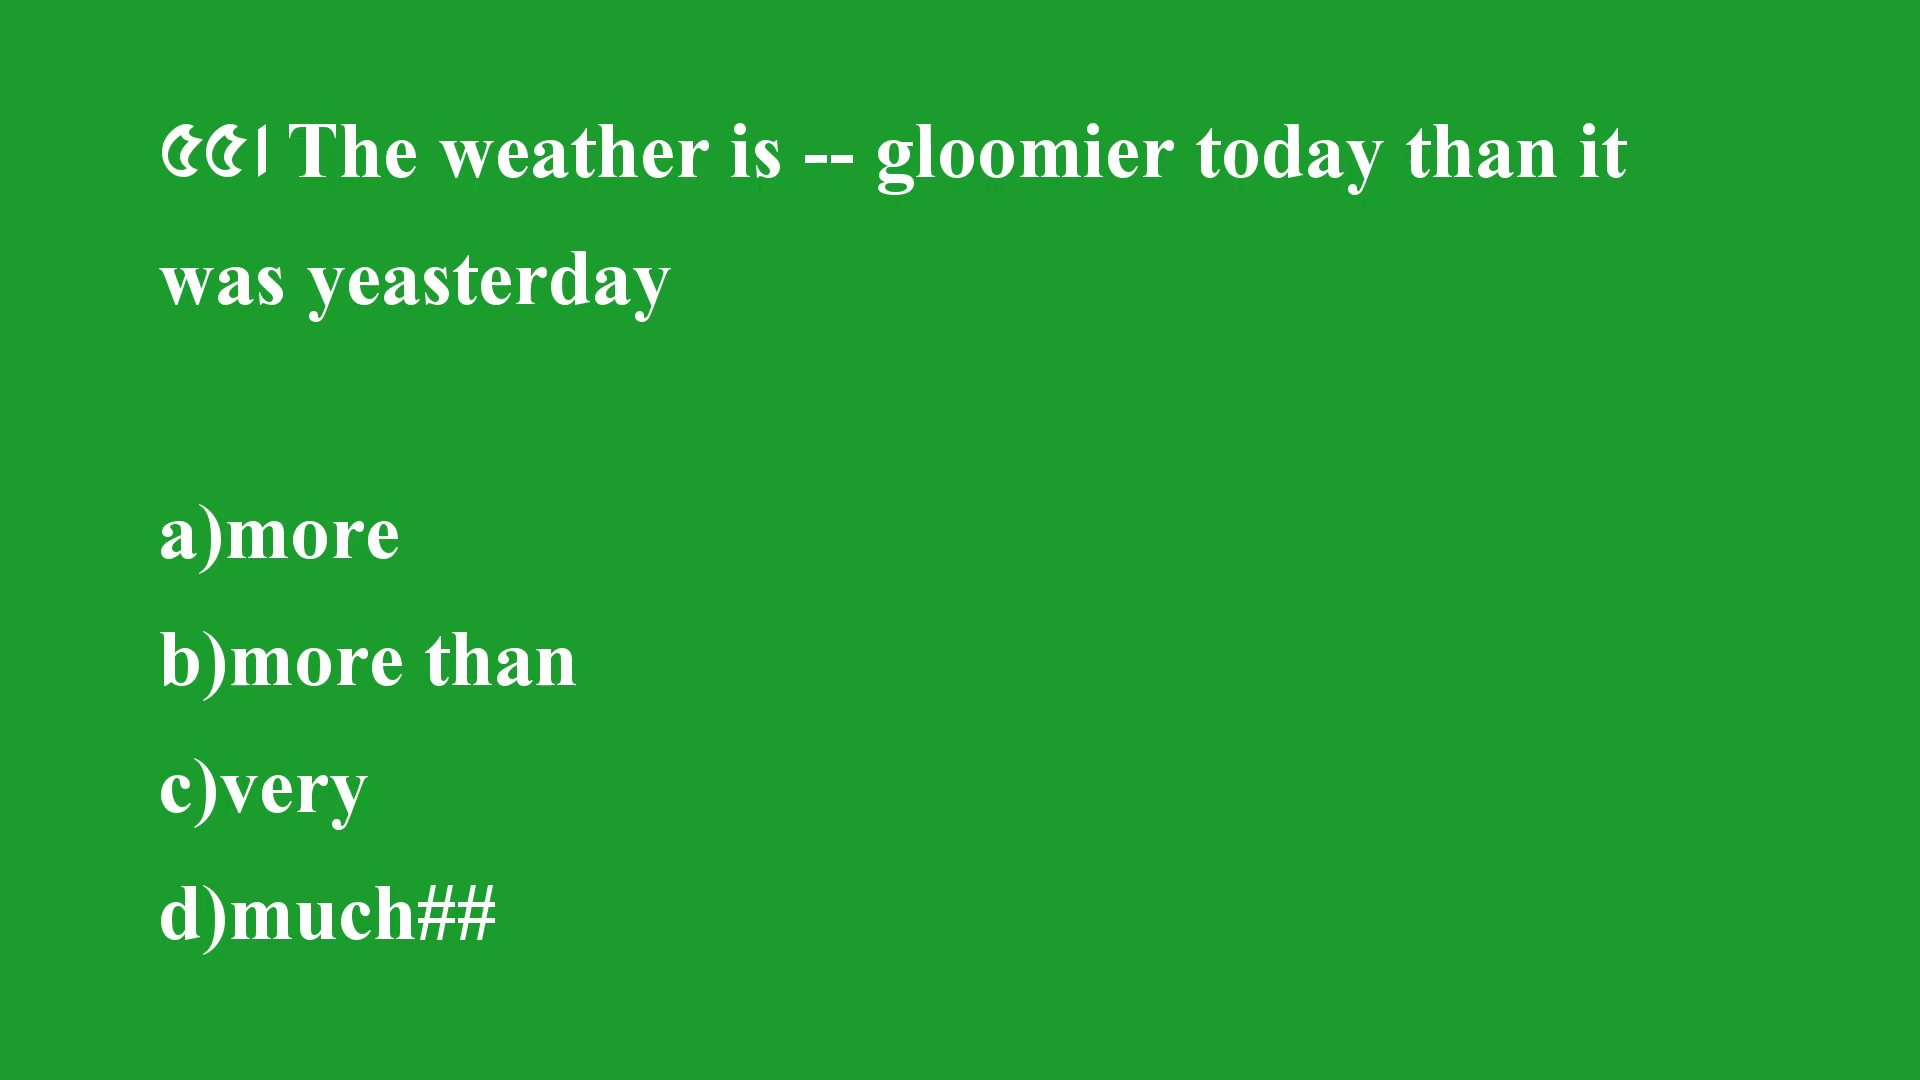 ৫৫। The weather is -- gloomier today than it
was yeasterday
a)more
b)more than
c)very
d)much##